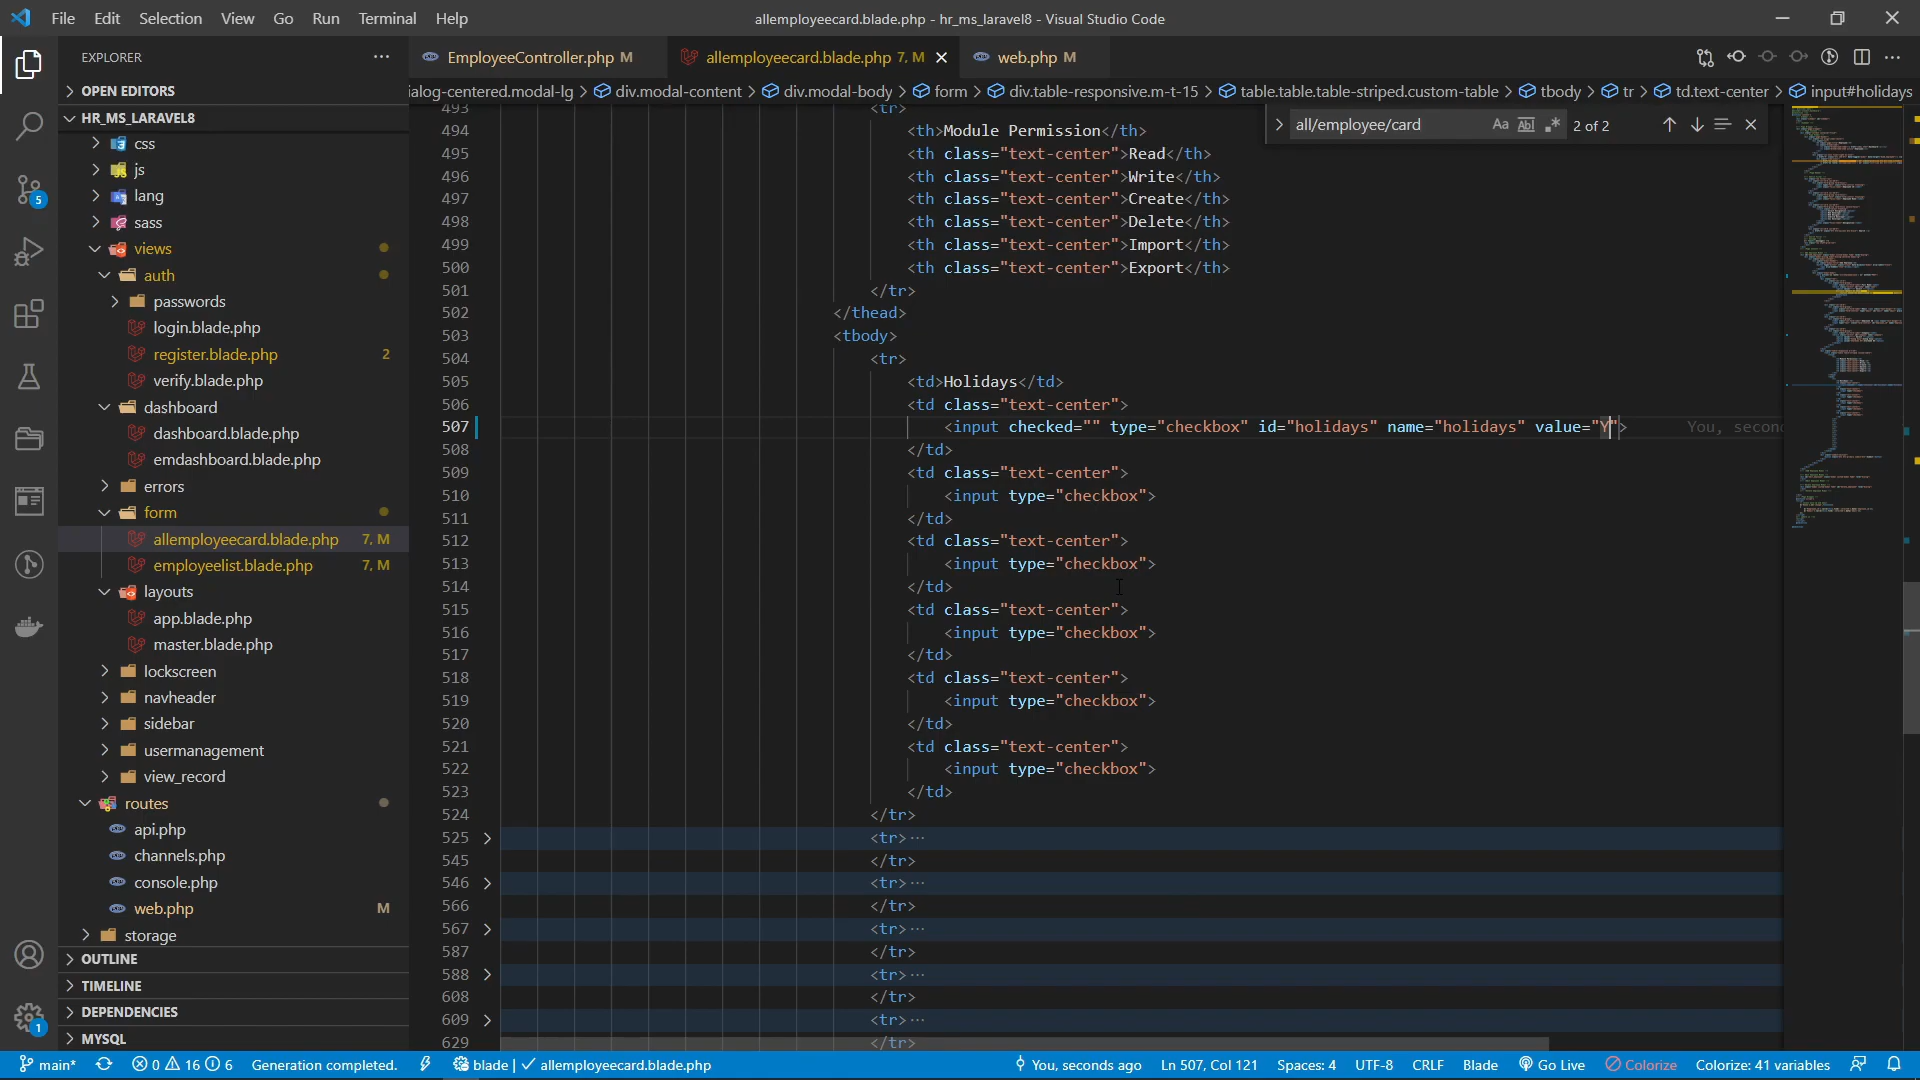 File Edit Selection View Go Run Terminal Help
allemployeecard.blade.php - hr_ms_laravel8 - Visual Studio Code
EXPLORER
EmployeeController.php M
allemployeecard.blade.php 7, M
web.php M
OPEN EDITORS
ialog-centered.modal-lg > div.modal-content > div.modal-body > form > div.table-responsive.m-t-15 > table.table.table-striped.custom-table > tbody > tr > td.text-center > input#holidays
HR_MS_LARAVEL8
all/employee/card Aa Ab 2 of 2
css
js
lang
sass
views
auth
passwords
login.blade.php
register.blade.php 2
verify.blade.php
dashboard
dashboard.blade.php
emdashboard.blade.php
errors
form
allemployeecard.blade.php 7, M
employeelist.blade.php 7, M
layouts
app.blade.php
master.blade.php
lockscreen
navheader
sidebar
usermanagement
view_record
routes
api.php
channels.php
console.php
web.php M
storage
OUTLINE
TIMELINE
DEPENDENCIES
MYSQL
5
1
493 <tr>
494 <th>Module Permission</th>
495 <th class="text-center">Read</th>
496 <th class="text-center">Write</th>
497 <th class="text-center">Create</th>
498 <th class="text-center">Delete</th>
499 <th class="text-center">Import</th>
500 <th class="text-center">Export</th>
501 </tr>
502 </thead>
503 <tbody>
504 <tr>
505 <td>Holidays</td>
506 <td class="text-center">
507 <input checked="" type="checkbox" id="holidays" name="holidays" value="Y"> You, secon
508 </td>
509 <td class="text-center">
510 <input type="checkbox">
511 </td>
512 <td class="text-center">
513 <input type="checkbox">
514 </td>
515 <td class="text-center">
516 <input type="checkbox">
517 </td>
518 <td class="text-center">
519 <input type="checkbox">
520 </td>
521 <td class="text-center">
522 <input type="checkbox">
523 </td>
524 </tr>
525 <tr>···
545 </tr>
546 <tr>···
566 </tr>
567 <tr>···
587 </tr>
588 <tr>···
608 </tr>
609 <tr>···
629 </tr>
main* 0 16 6 Generation completed. blade | ✓ allemployeecard.blade.php You, seconds ago Ln 507, Col 121 Spaces: 4 UTF-8 CRLF Blade Go Live Colorize Colorize: 41 variables